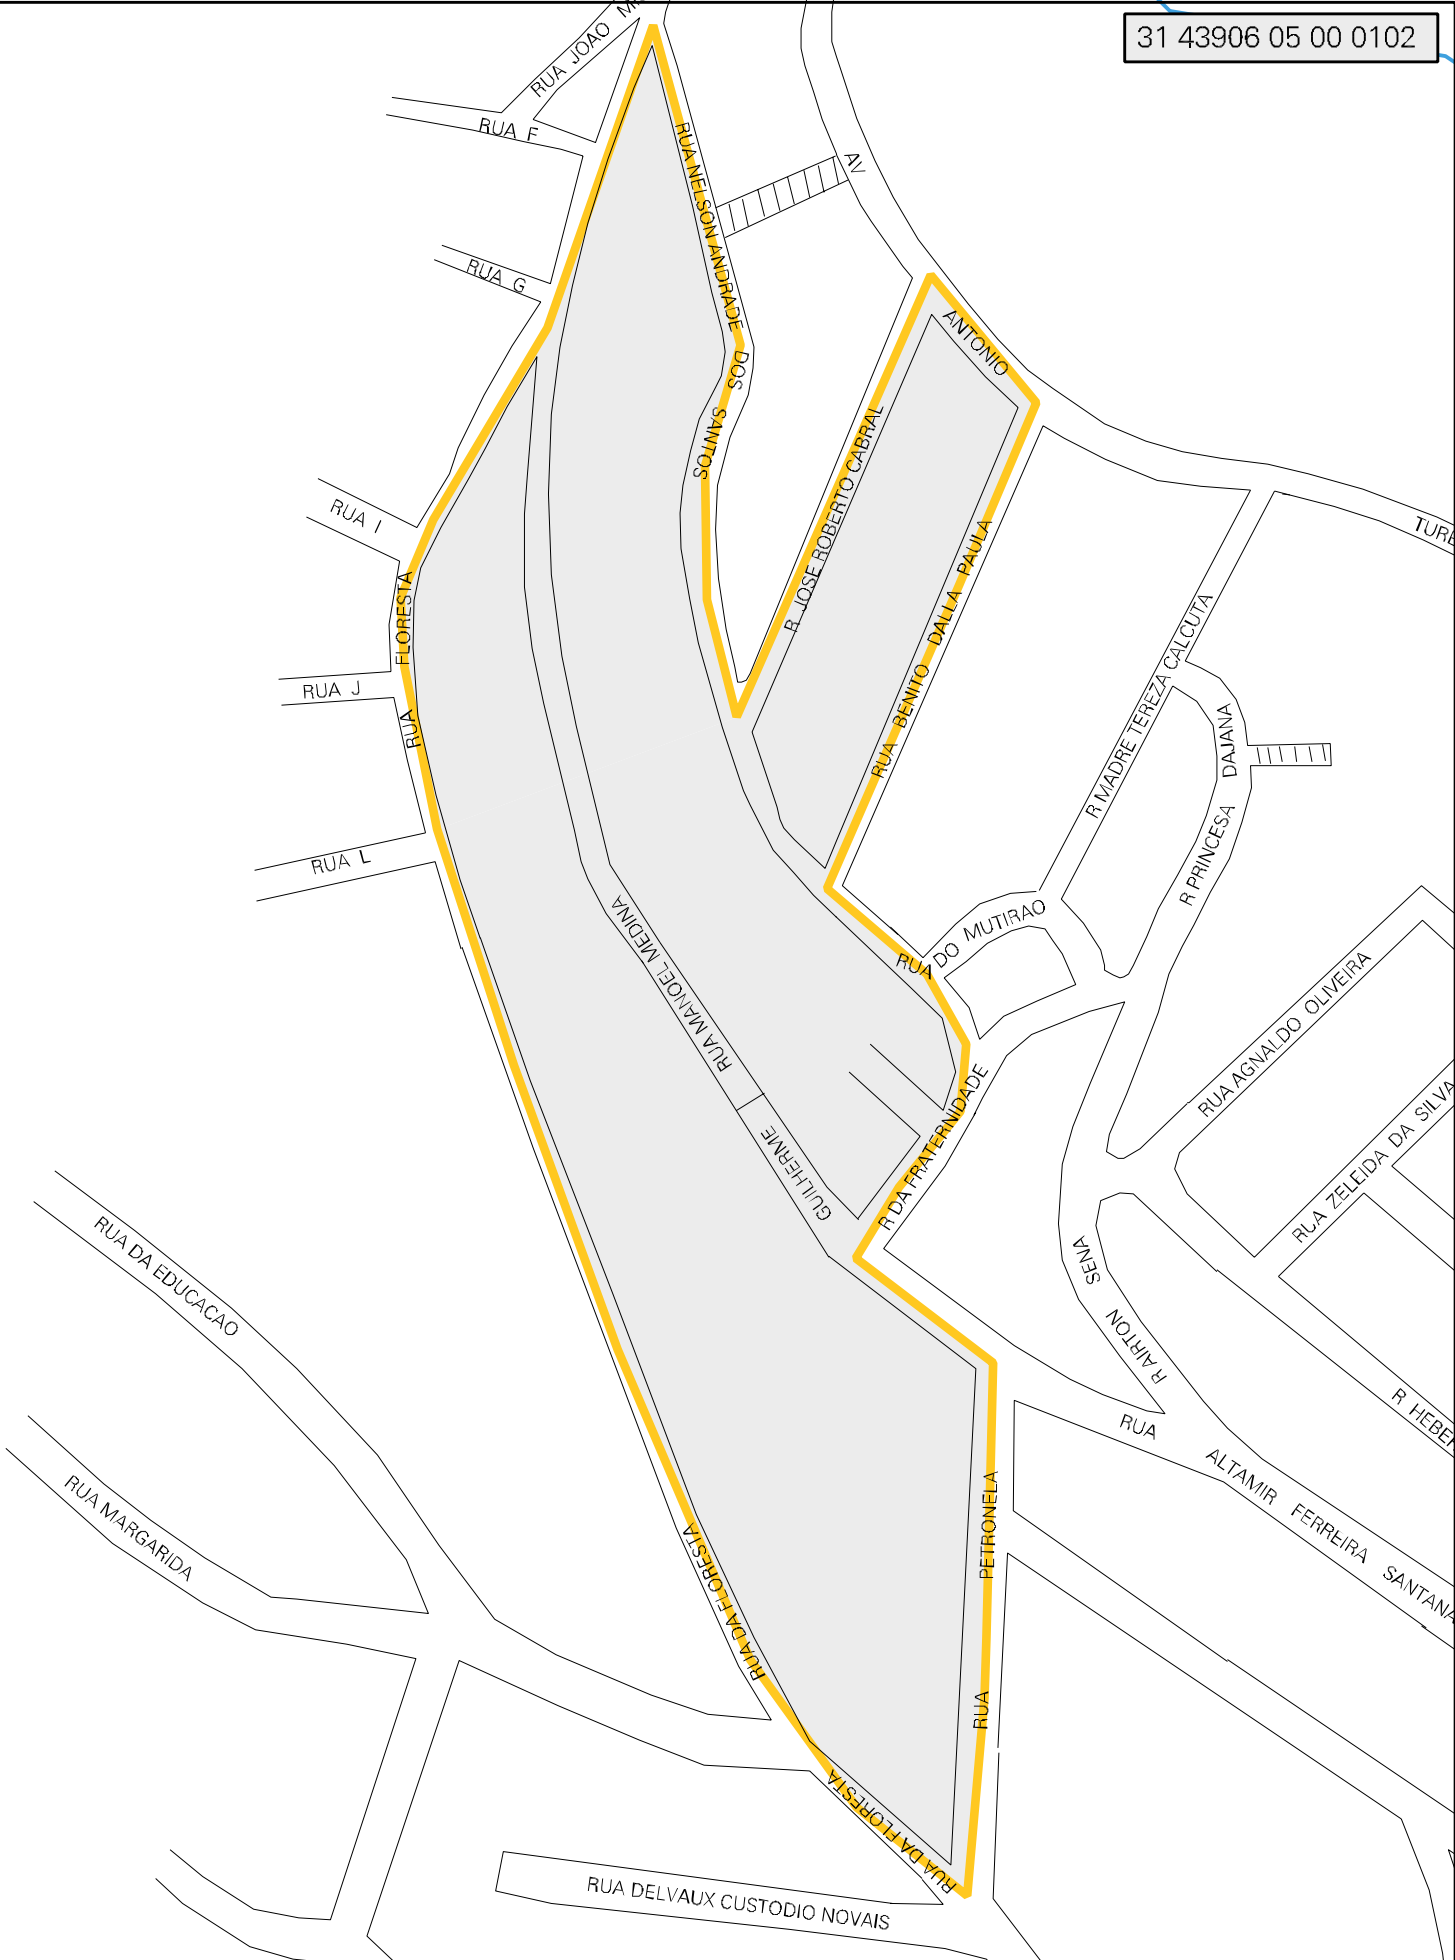 31 43906 05 00 0102
RUA JOAO
RUA F
RUA NELSON ANDRADE DOS SANTOS
AV
ANTONIO
RUA G
R JOSE ROBERTO CABRAL
RUA BENITO DALLA PAULA
RUA I
RUA FLORESTA
RUA J
RUA L
R MADRE TEREZA CALCUTA
R PRINCESA DAJANA
RUA DO MUTIRAO
RUA MANOEL MEDINA
GUILHERME
R DA FRATERNIDADE
RUA AGNALDO OLIVEIRA
RUA ZELEIDA DA SILVA
R AIRTON SENA
RUA DA EDUCACAO
RUA ALTAMIR FERREIRA SANTANA
RUA MARGARIDA
RUA PETRONELA
RUA DA FLORESTA
RUA DA FLORESTA
RUA DELVAUX CUSTODIO NOVAIS